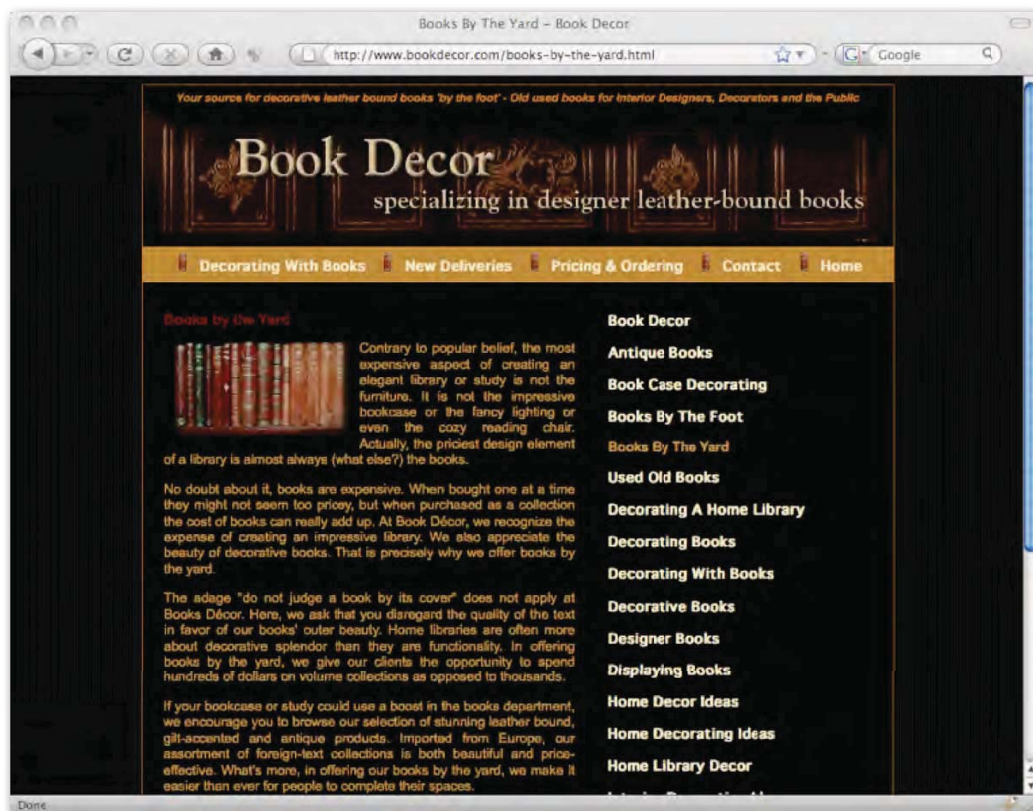 Books By The Yard – Book Decor
http://www.bookdecor.com/books-by-the-yard.html
Google
Your source for decorative leather bound books 'by the foot' - Old used books for Interior Designers, Decorators and the Public
Book Decor
specializing in designer leather-bound books
Decorating With Books New Deliveries Pricing & Ordering Contact Home
Books by the Yard
Contrary to popular belief, the most
expensive aspect of creating an
elegant library or study is not the
furniture. It is not the impressive
bookcase or the fancy lighting or
even the cozy reading chair.
Actually, the priciest design element
of a library is almost always (what else?) the books.
No doubt about it, books are expensive. When bought one at a time
they might not seem too pricey, but when purchased as a collection
the cost of books can really add up. At Book Décor, we recognize the
expense of creating an impressive library. We also appreciate the
beauty of decorative books. That is precisely why we offer books by
the yard.
The adage "do not judge a book by its cover" does not apply at
Books Décor. Here, we ask that you disregard the quality of the text
in favor of our books' outer beauty. Home libraries are often more
about decorative splendor than they are functionality. In offering
books by the yard, we give our clients the opportunity to spend
hundreds of dollars on volume collections as opposed to thousands.
If your bookcase or study could use a boost in the books department,
we encourage you to browse our selection of stunning leather bound,
gilt-accented and antique products. Imported from Europe, our
assortment of foreign-text collections is both beautiful and price-
effective. What's more, in offering our books by the yard, we make it
easier than ever for people to complete their spaces.
Book Decor
Antique Books
Book Case Decorating
Books By The Foot
Books By The Yard
Used Old Books
Decorating A Home Library
Decorating Books
Decorating With Books
Decorative Books
Designer Books
Displaying Books
Home Decor Ideas
Home Decorating Ideas
Home Library Decor
Done